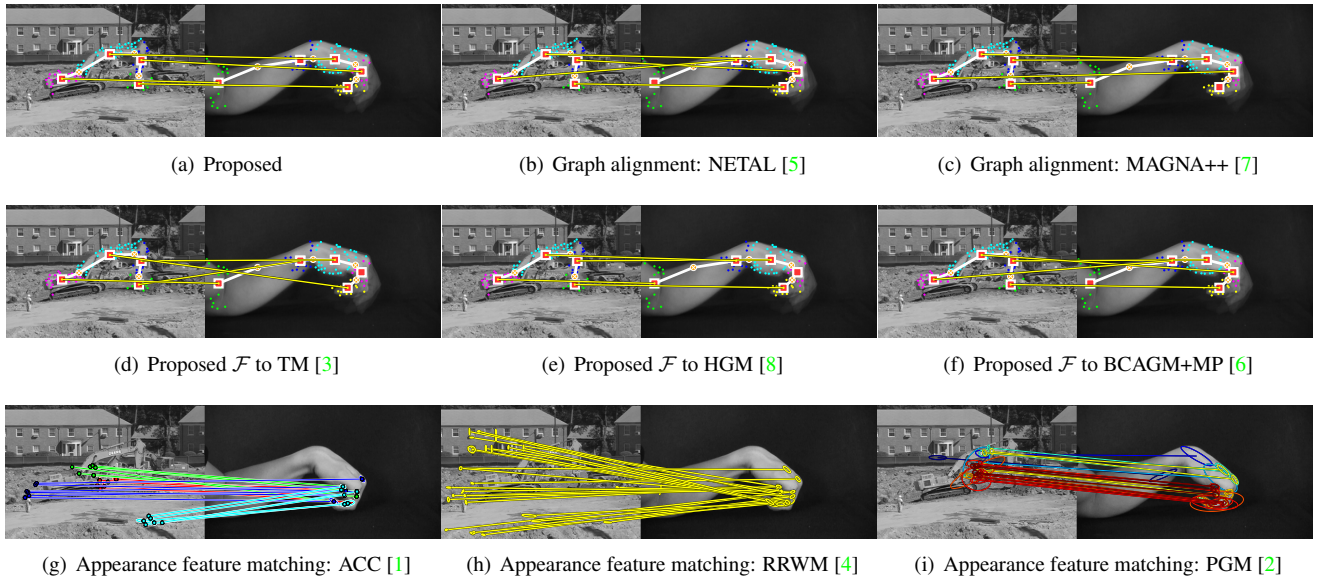 (a) Proposed
(b) Graph alignment: NETAL [5]
(c) Graph alignment: MAGNA++ [7]
(d) Proposed ℱ to TM [3]
(e) Proposed ℱ to HGM [8]
(f) Proposed ℱ to BCAGM+MP [6]
(g) Appearance feature matching: ACC [1]
(h) Appearance feature matching: RRWM [4]
(i) Appearance feature matching: PGM [2]